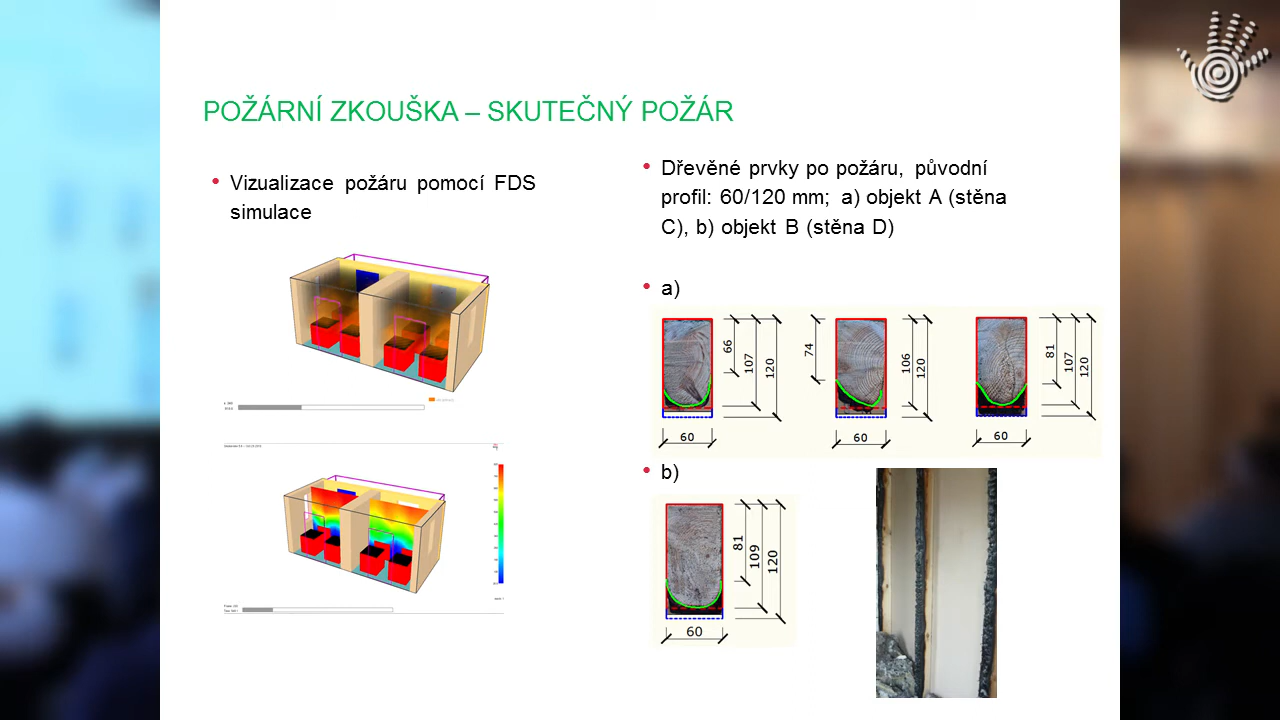 POŽÁRNÍ ZKOUŠKA – SKUTEČNÝ POŽÁR
• Vizualizace požáru pomocí FDS
simulace
• Dřevěné prvky po požáru, původní
profil: 60/120 mm; a) objekt A (stěna
C), b) objekt B (stěna D)
• a)
66
107
120
60
74
106
120
60
81
107
120
60
• b)
81
109
120
60